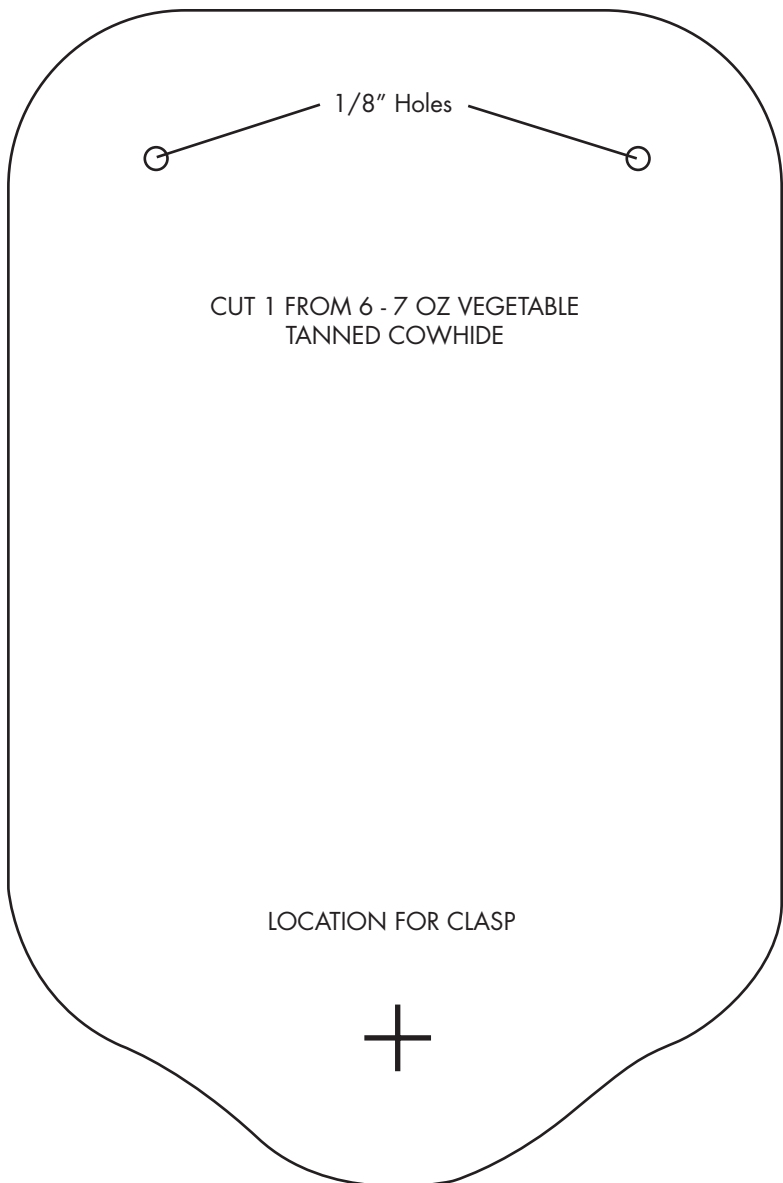 1/8” Holes
CUT 1 FROM 6 - 7 OZ VEGETABLE
TANNED COWHIDE
LOCATION FOR CLASP